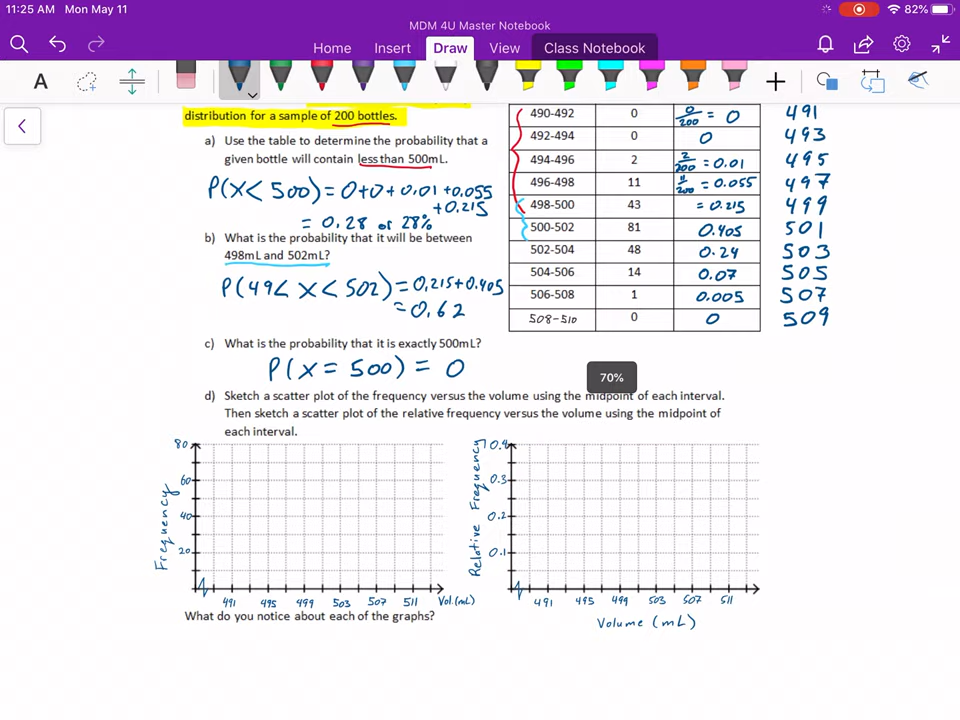 11:25 AM Mon May 11
82%
MDM 4U Master Notebook
Home Insert Draw View Class Notebook
A
distribution for a sample of 200 bottles.
a) Use the table to determine the probability that a
given bottle will contain less than 500mL.
P(X < 500) = 0+0+0.01+0.055
+0.215
= 0.28 or 28%
b) What is the probability that it will be between
498mL and 502mL?
P(49< X < 502) = 0.215+0.405
= 0.62
490-492 0 0/200 = 0 491
492-494 0 0 493
494-496 2 2/200 = 0.01 495
496-498 11 11/200 = 0.055 497
498-500 43 = 0.215 499
500-502 81 0.405 501
502-504 48 0.24 503
504-506 14 0.07 505
506-508 1 0.005 507
508-510 0 0 509
c) What is the probability that it is exactly 500mL?
P(X = 500) = 0
70%
d) Sketch a scatter plot of the frequency versus the volume using the midpoint of each interval.
Then sketch a scatter plot of the relative frequency versus the volume using the midpoint of
each interval.
80
60
40
20
Frequency
491 495 499 503 507 511 Vol.(mL)
0.4
0.3
0.2
0.1
Relative Frequency
491 495 499 503 507 511
Volume (mL)
What do you notice about each of the graphs?